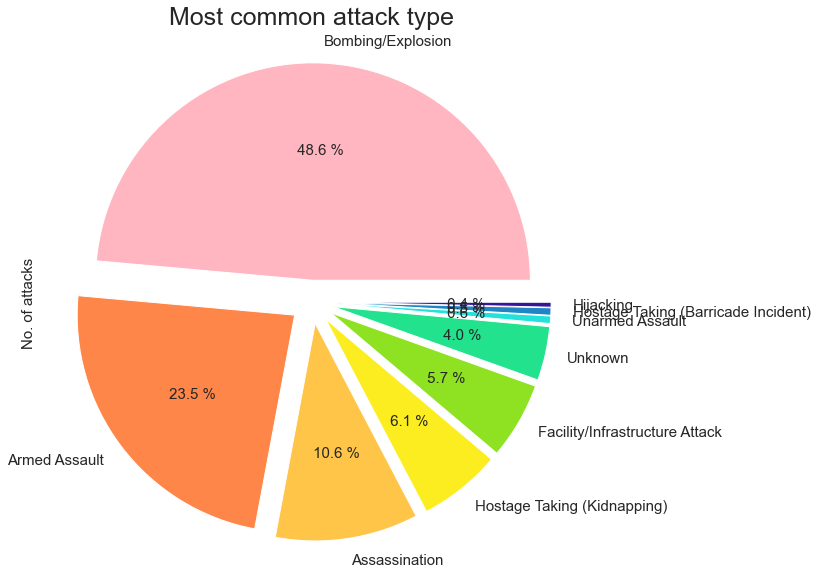 Most common attack type
Bombing/Explosion
48.6 %
No. of attacks
Hijacking
0.4 %
Hostage Taking (Barricade Incident)
Unarmed Assault
0.6 %
4.0 %
Unknown
5.7 %
23.5 %
6.1 %
Facility/Infrastructure Attack
10.6 %
Armed Assault
Hostage Taking (Kidnapping)
Assassination